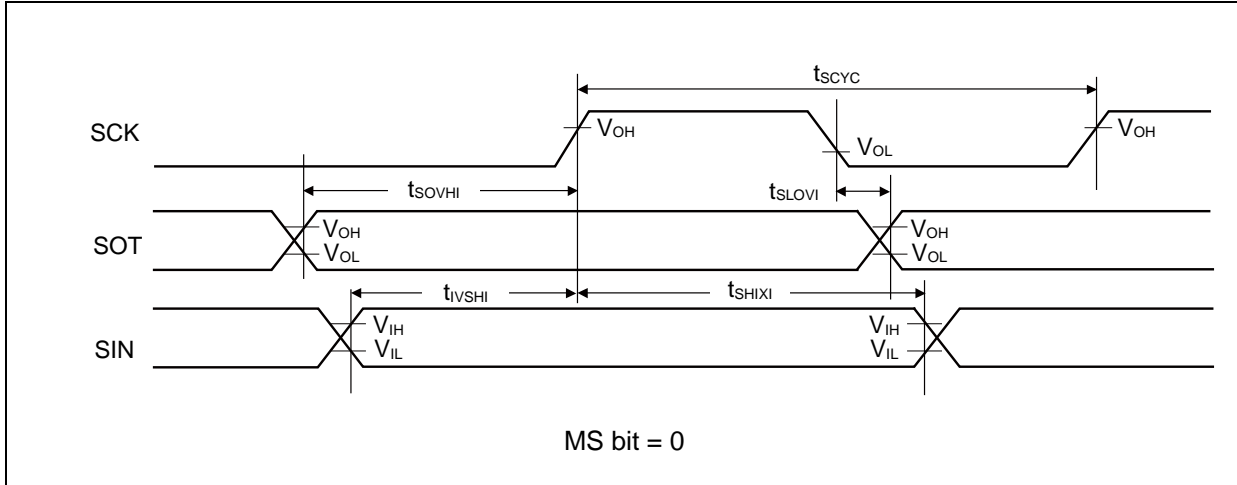 tSCYC
SCK
VOH
VOL
VOH
tSOVHI
tSLOVI
SOT
VOH
VOL
VOH
VOL
tIVSHI
tSHIXI
SIN
VIH
VIL
VIH
VIL
MS bit = 0